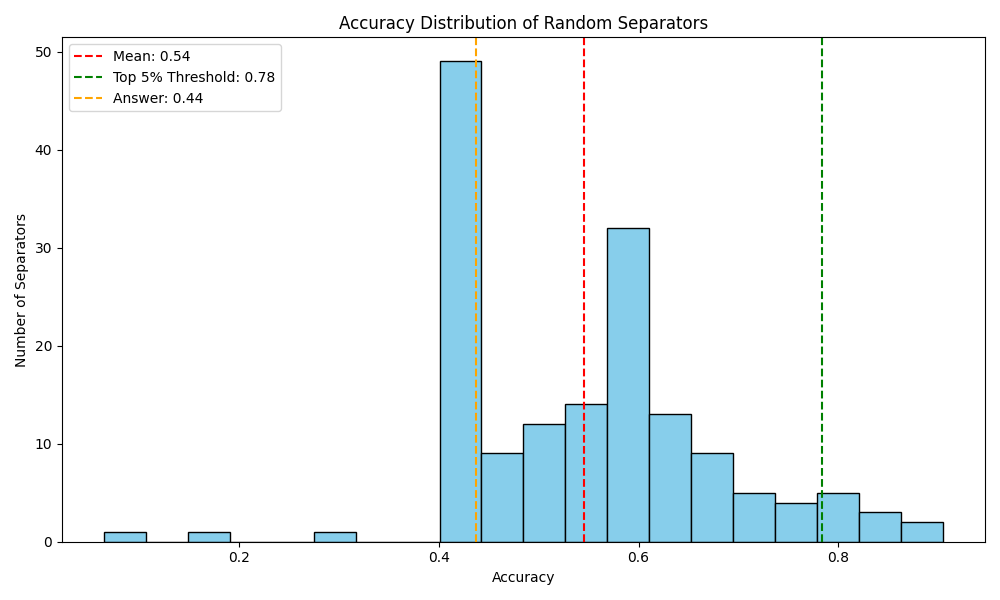 Accuracy Distribution of Random Separators
Mean: 0.54
Top 5% Threshold: 0.78
Answer: 0.44
50
40
30
20
10
0
Number of Separators
0.2 0.4 0.6 0.8
Accuracy